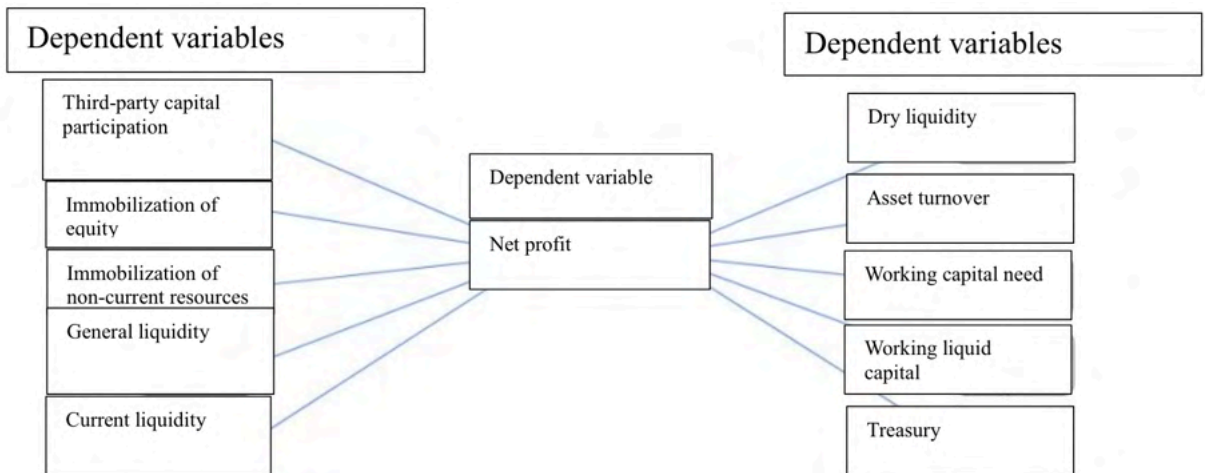 Dependent variables
Third-party capital
participation
Immobilization of
equity
Immobilization of
non-current resources
General liquidity
Current liquidity
Dependent variable
Net profit
Dependent variables
Dry liquidity
Asset turnover
Working capital need
Working liquid
capital
Treasury